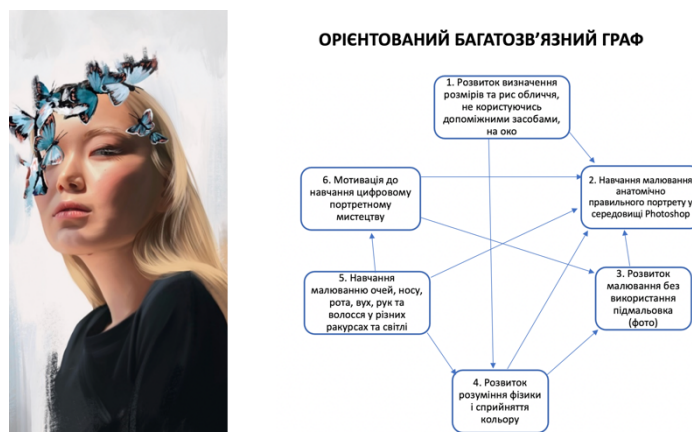 ОРІЄНТОВАНИЙ БАГАТОЗВ'ЯЗНИЙ ГРАФ
1. Розвиток визначення
розмірів та рис обличчя,
не користуючись
допоміжними засобами,
на око
2. Навчання малювання
анатомічно
правильного портрету у
середовищі Photoshop
3. Розвиток
малювання без
використання
підмальовка
(фото)
4. Розвиток
розуміння фізики
і сприйняття
кольору
5. Навчання
малюванню очей, носу,
рота, вух, рук та
волосся у різних
ракурсах та світлі
6. Мотивація до
навчання цифровому
портретному
мистецтву